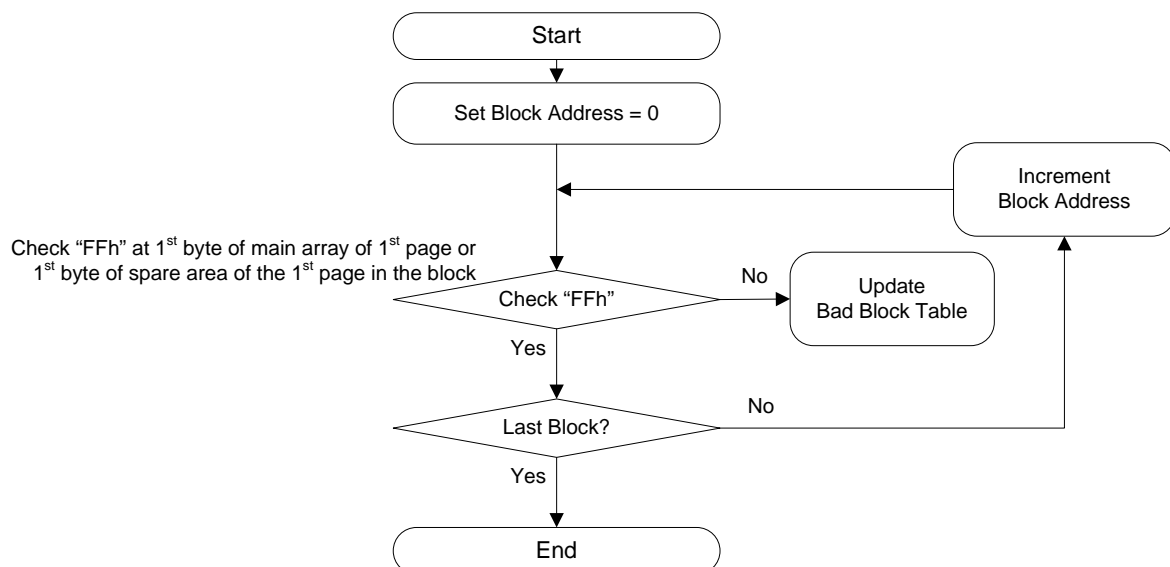 Start
Set Block Address = 0
Increment
Block Address
Check “FFh” at 1st byte of main array of 1st page or
1st byte of spare area of the 1st page in the block
Check “FFh”
No
Update
Bad Block Table
Yes
Last Block?
No
Yes
End